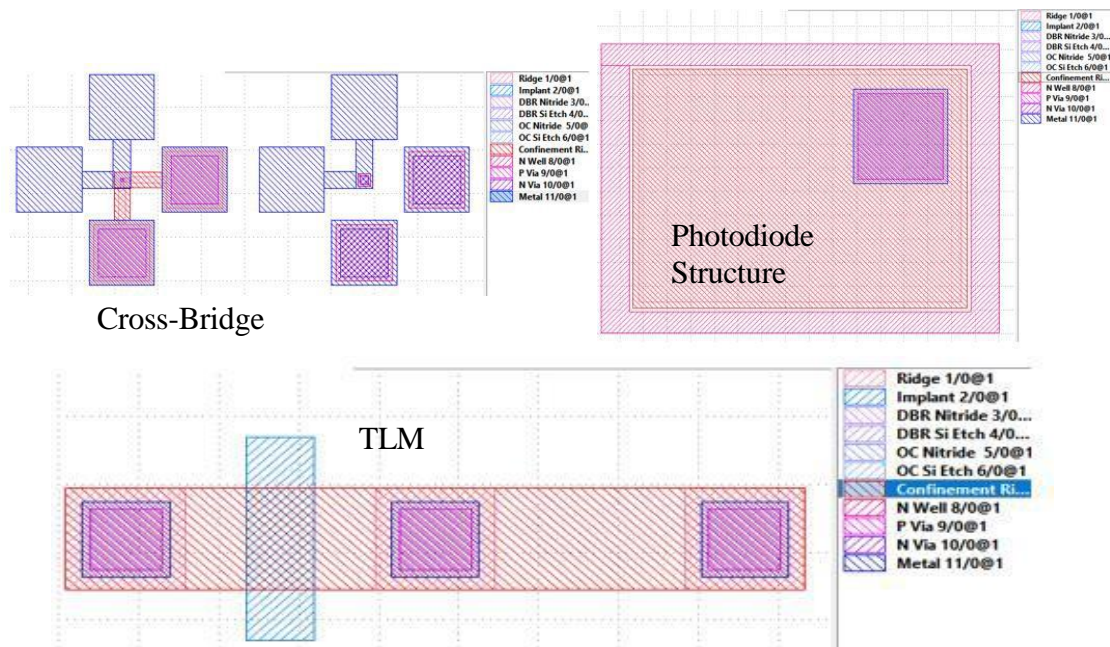 Ridge 1/0@1
Implant 2/0@1
DBR Nitride 3/0..
DBR Si Etch 4/0...
OC Nitride 5/0@
OC Si Etch 6/0@1
Confinement Ri..
N Well 8/0@1
P Via 9/0@1
N Via 10/0@1
Metal 11/0@1
Cross-Bridge
Ridge 1/0@1
Implant 2/0@1
DBR Nitride 3/0...
DBR Si Etch 4/0...
OC Nitride 5/0@1
OC Si Etch 6/0@1
Confinement Ri...
N Well 8/0@1
P Via 9/0@1
N Via 10/0@1
Metal 11/0@1
Photodiode
Structure
TLM
Ridge 1/0@1
Implant 2/0@1
DBR Nitride 3/0...
DBR Si Etch 4/0...
OC Nitride 5/0@1
OC Si Etch 6/0@1
Confinement Ri...
N Well 8/0@1
P Via 9/0@1
N Via 10/0@1
Metal 11/0@1